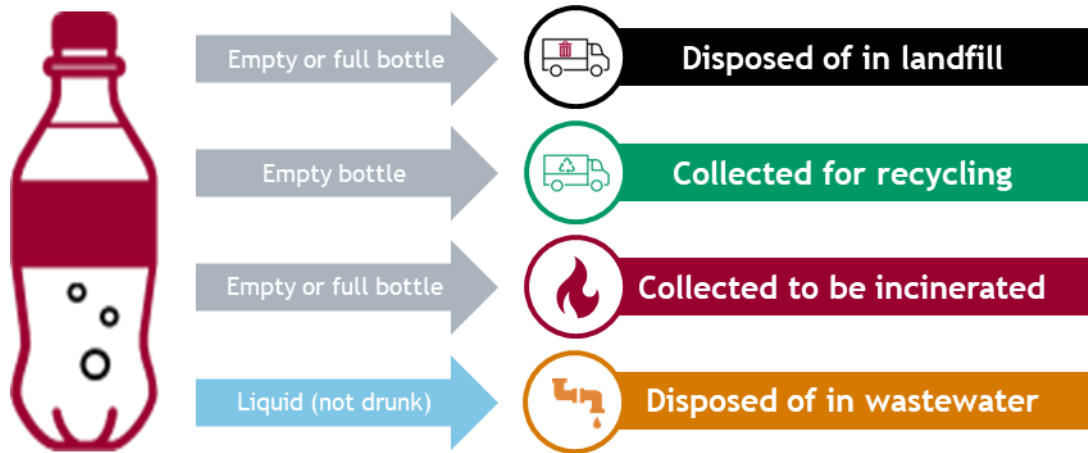 Empty or full bottle
Disposed of in landfill
Empty bottle
Collected for recycling
Empty or full bottle
Collected to be incinerated
Liquid (not drunk)
Disposed of in wastewater